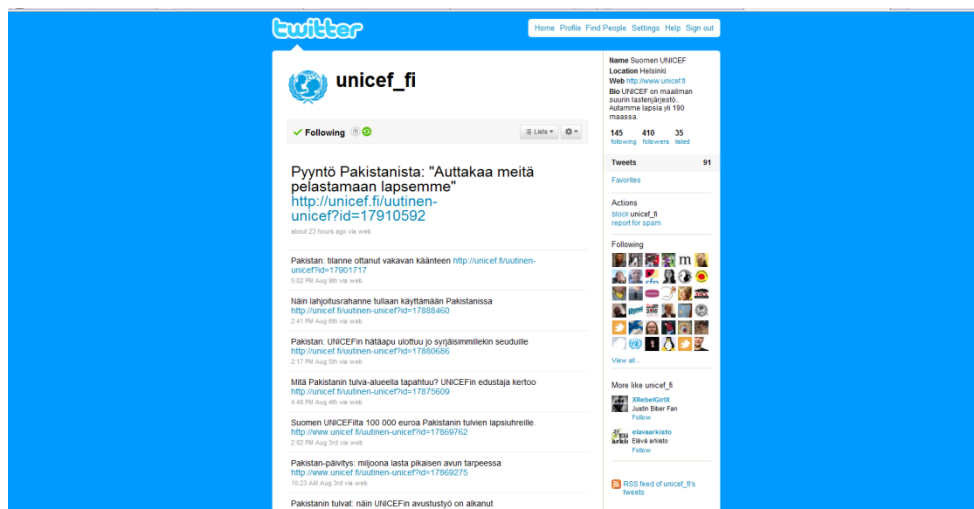 twitter
Home Profile Find People Settings Help Sign out
unicef_fi
Following
Lists
Pyyntö Pakistanista: "Auttakaa meitä
pelastamaan lapsemme"
http://unicef.fi/uutinen-
unicef?id=17910592
about 23 hours ago via web
Pakistan: tilanne ottanut vakavan käänteen http://unicef.fi/uutinen-
unicef?id=17901717
5:02 PM Aug 9th via web
Näin lahjoitusrahanne tullaan käyttämään Pakistanissa
http://unicef.fi/uutinen-unicef?id=17888460
2:41 PM Aug 6th via web
Pakistan: UNICEFin hätäapu ulottuu jo syrjäisimmillekin seuduille
http://unicef.fi/uutinen-unicef?id=17880686
2:17 PM Aug 5th via web
Mitä Pakistanin tulva-alueella tapahtuu? UNICEFin edustaja kertoo
http://unicef.fi/uutinen-unicef?id=17875609
4:48 PM Aug 4th via web
Suomen UNICEFilta 100 000 euroa Pakistanin tulvien lapsiuhreille.
http://www.unicef.fi/uutinen-unicef?id=17869762
2:02 PM Aug 3rd via web
Pakistan-päivitys: miljoona lasta pikaisen avun tarpeessa
http://www.unicef.fi/uutinen-unicef?id=17869275
10:23 AM Aug 3rd via web
Pakistanin tulvat: näin UNICEFin avustustyö on alkanut
Name Suomen UNICEF
Location Helsinki
Web http://www.unicef.fi
Bio UNICEF on maailman
suurin lastenjärjestö..
Autamme lapsia yli 190
maassa.
145 410 35
following followers listed
Tweets 91
Favorites
Actions
block unicef_fi
report for spam
Following
View all...
More like unicef_fi
XRebelGirlX
Justin Biber Fan
Follow
elavaarkisto
Elävä arkisto
Follow
RSS feed of unicef_fi's
tweets